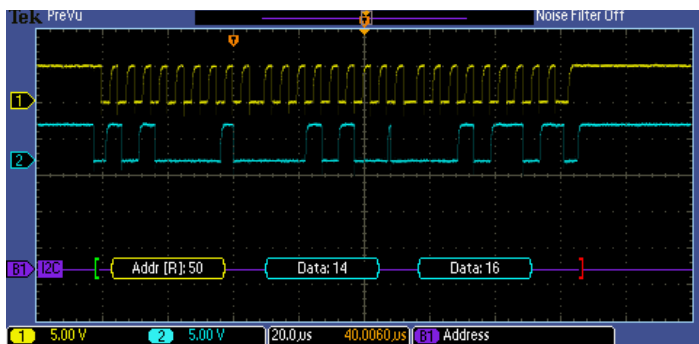 Tek PreVu Noise Filter Off
T
T
1
2
B1 I2C [ Addr [R]: 50 Data: 14 Data: 16 ]
1 5.00 V 2 5.00 V 20.0µs 40.0060µs B1 Address